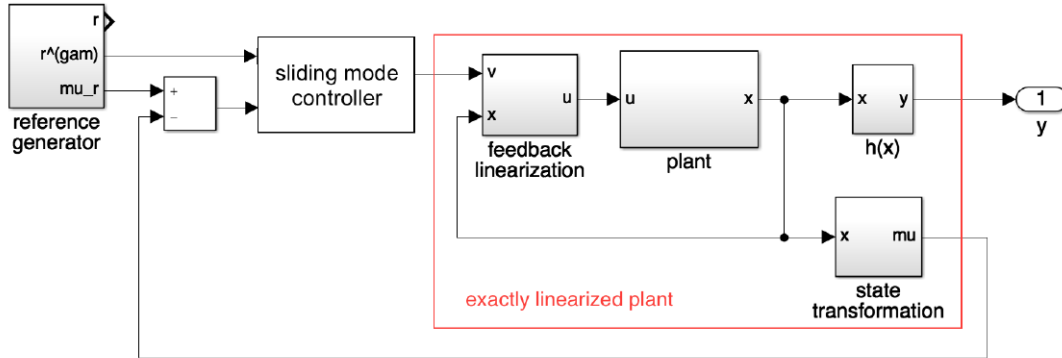 r
r^(gam)
mu_r
reference
generator
+
−
sliding mode
controller
v
x
u
feedback
linearization
u
x
plant
x
y
h(x)
1
y
x
mu
state
transformation
exactly linearized plant